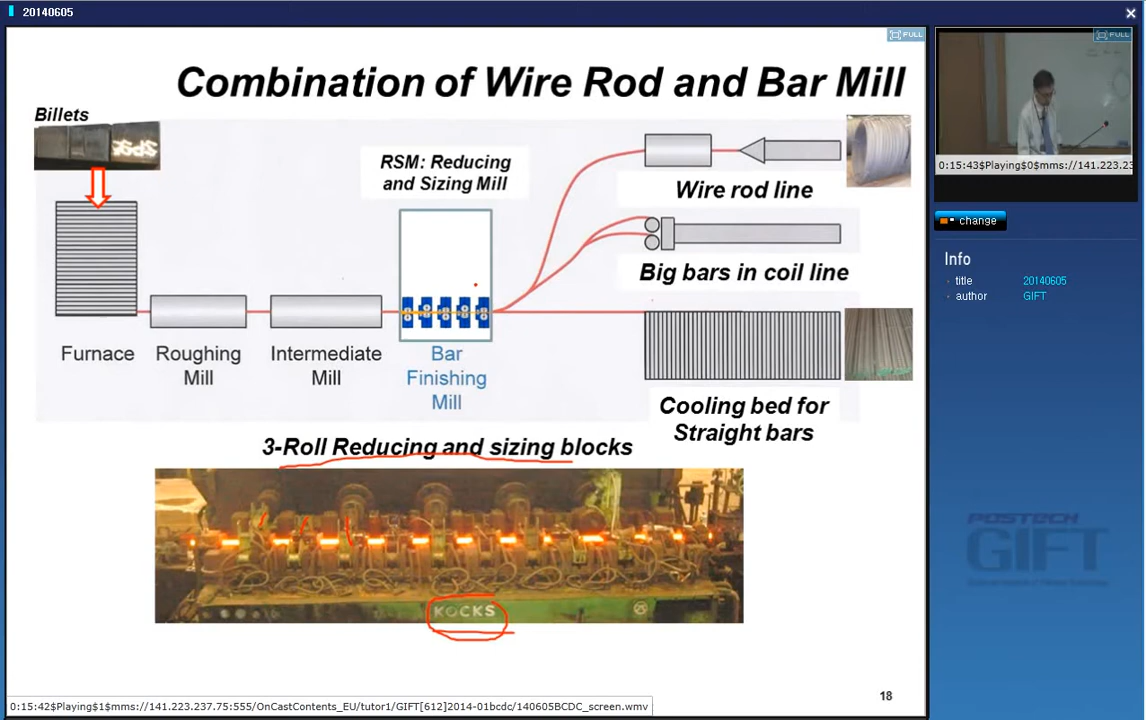 20140605
FULL
Combination of Wire Rod and Bar Mill
Billets
RSM: Reducing
and Sizing Mill
Wire rod line
Big bars in coil line
Furnace
Roughing
Mill
Intermediate
Mill
Bar
Finishing
Mill
Cooling bed for
Straight bars
3-Roll Reducing and sizing blocks
KOCKS
18
0:15:42$Playing$1$mms://141.223.237.75:555/OnCastContents_EU/tutor1/GIFT[612]2014-01bcdc/140605BCDC_screen.wmv
FULL
0:15:43$Playing$0$mms://141.223.23
change
Info
title 20140605
author GIFT
POSTECH
GIFT